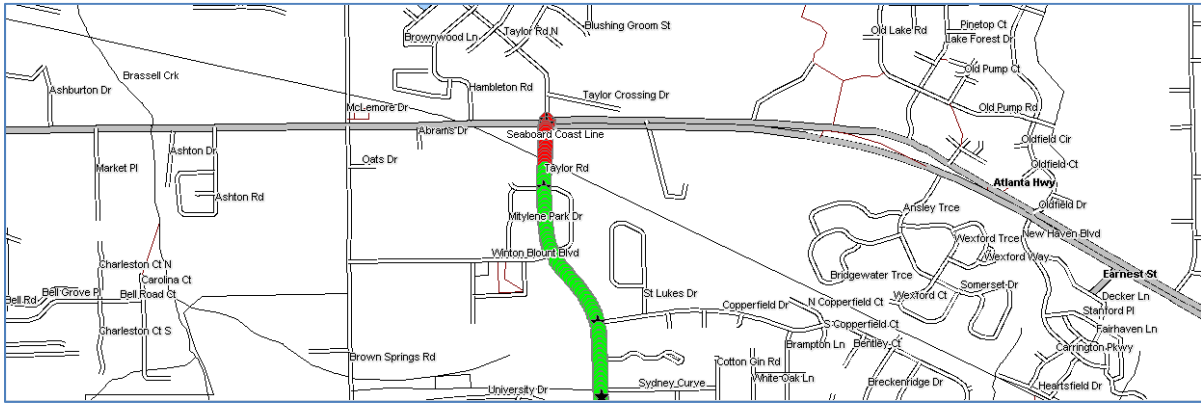 Blushing Groom St
Taylor Rd N
Brownwood Ln
Old Lake Rd
Pinetop Ct
Lake Forest Dr
Brassell Crk
Old Pump Ct
Ashburton Dr
Hambleton Rd
Taylor Crossing Dr
McLemore Dr
Old Pump Rd
Abrams Dr
Seaboard Coast Line
Oldfield Cir
Ashton Dr
Market Pl
Oats Dr
Taylor Rd
Oldfield Ct
Atlanta Hwy
Ashton Rd
Ansley Trce
Oldfield Dr
Mitylene Park Dr
New Haven Blvd
Wexford Trce
Winton Blount Blvd
Wexford Way
Charleston Ct N
Bridgewater Trce
Earnest St
Carolina Ct
Somerset Dr
Bell Grove Pl
Bell Road Ct
St Lukes Dr
Wexford Ct
Decker Ln
Bell Rd
Copperfield Dr
N Copperfield Ct
Stanford Pl
Charleston Ct S
S Copperfield Ct
Fairhaven Ln
Brampton Ln
Bentley Ct
Carrington Pkwy
Brown Springs Rd
Cotton Gin Rd
White Oak Ln
Sydney Curve
Breckenridge Dr
Heartsfield Dr
University Dr